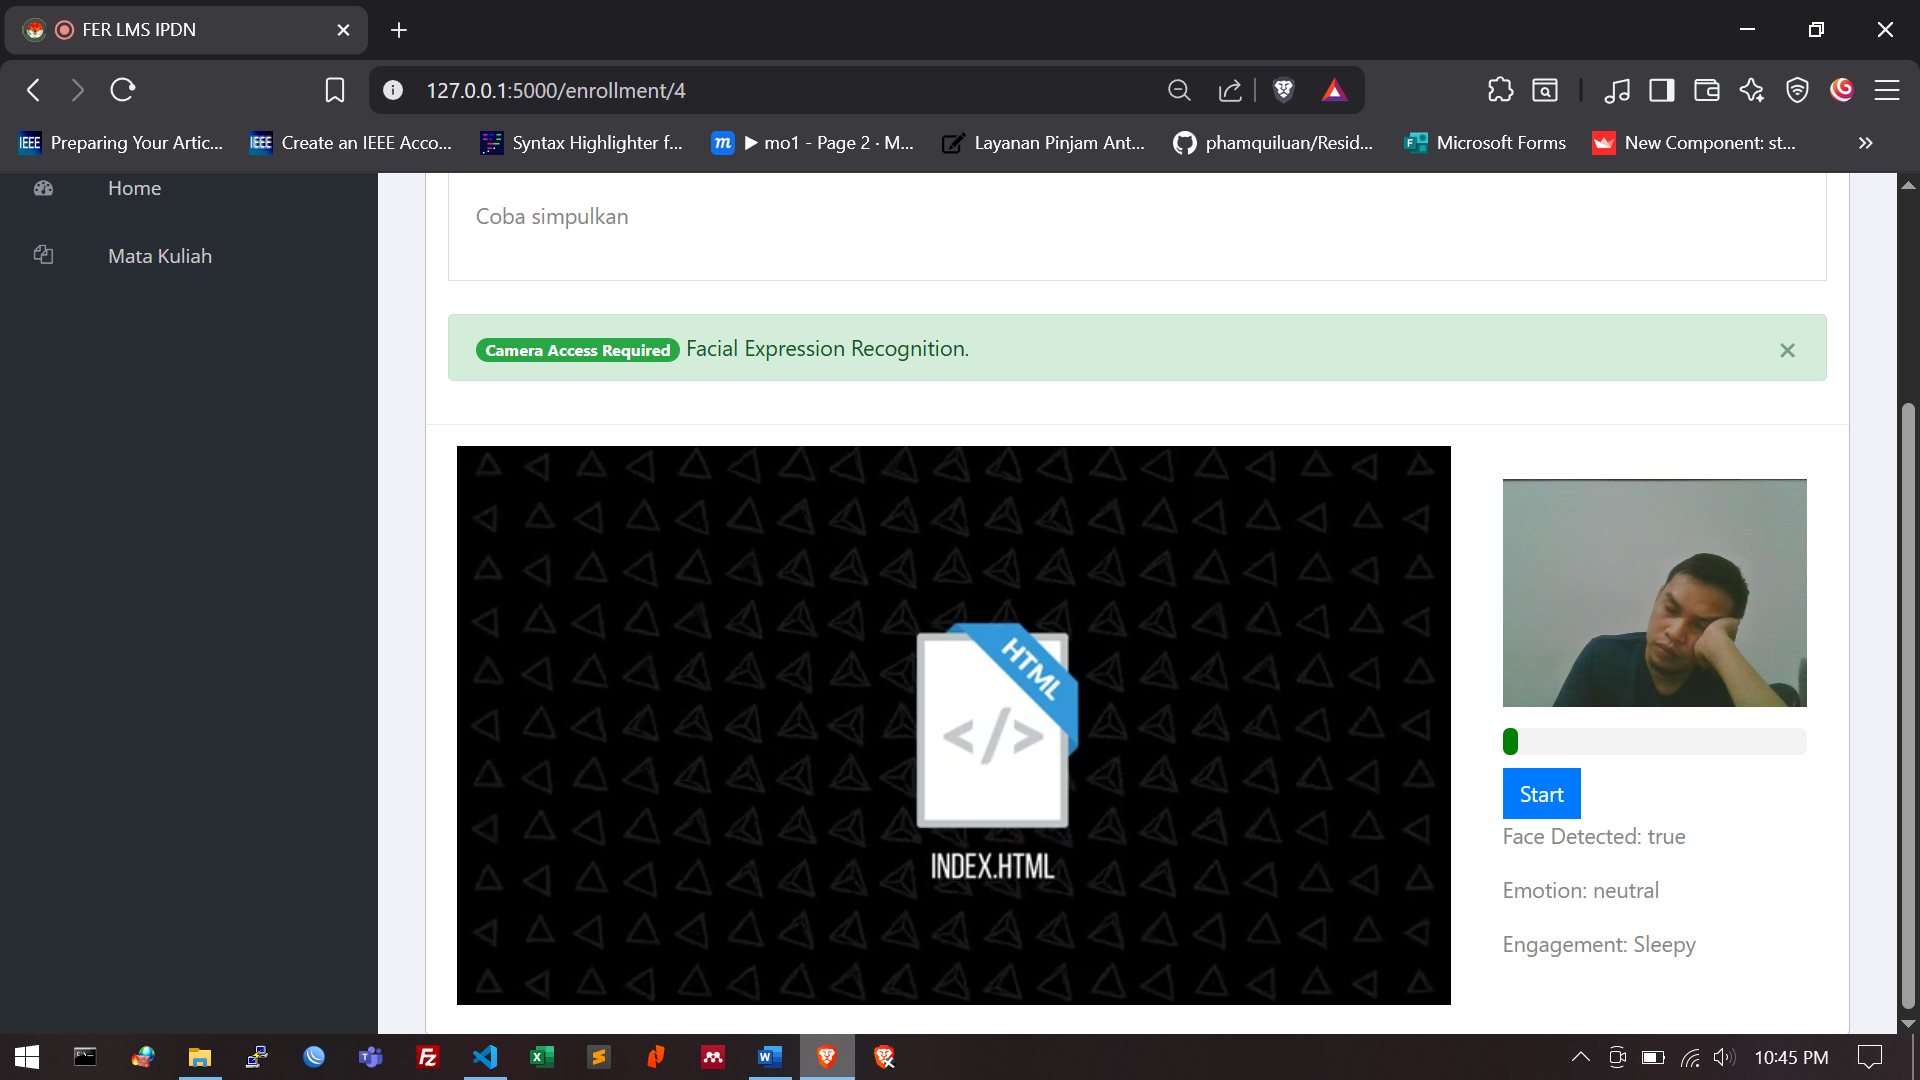 FER LMS IPDN
127.0.0.1:5000/enrollment/4
IEEE Preparing Your Artic...
IEEE Create an IEEE Acco...
Syntax Highlighter f...
m ▶ mo1 - Page 2 · M...
Layanan Pinjam Ant...
phamquiluan/Resid...
Microsoft Forms
New Component: st...
»
Home
Mata Kuliah
Coba simpulkan
Camera Access Required Facial Expression Recognition.
×
HTML
</>
INDEX.HTML
Start
Face Detected: true
Emotion: neutral
Engagement: Sleepy
10:45 PM